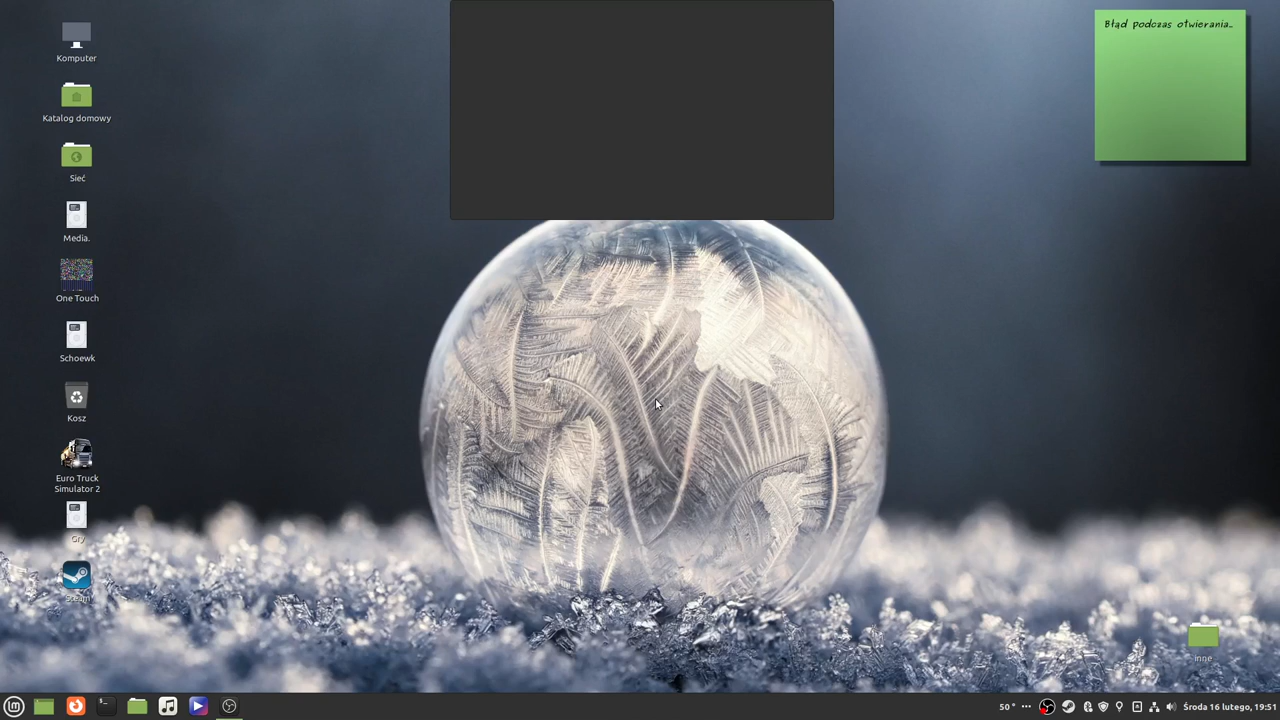 Komputer
Katalog domowy
Sieć
Media.
One Touch
Schoewk
Kosz
Euro Truck
Simulator 2
Gry
Steam
Błąd podczas otwierania..
inne
50 °
Środa 16 lutego, 19:51